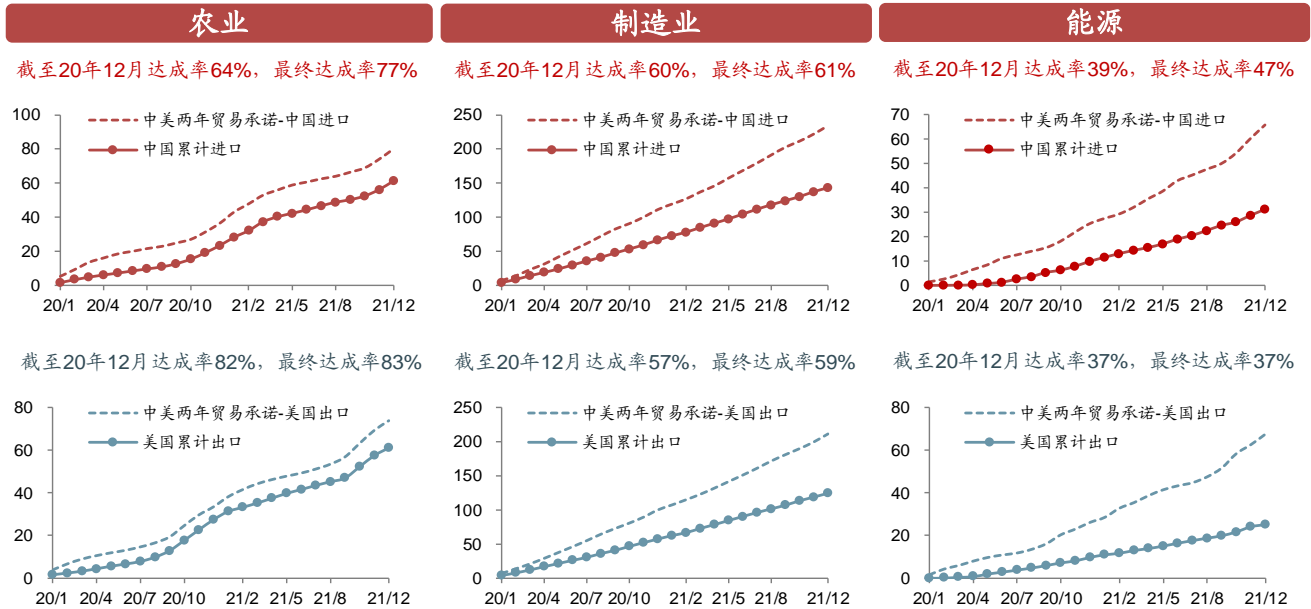 农业
制造业
能源
截至20年12月达成率64%，最终达成率77%
截至20年12月达成率60%，最终达成率61%
截至20年12月达成率39%，最终达成率47%
100
80
60
40
20
0
中美两年贸易承诺-中国进口
中国累计进口
20/1 20/4 20/7 20/10 21/2 21/5 21/8 21/12
250
200
150
100
50
0
中美两年贸易承诺-中国进口
中国累计进口
20/1 20/4 20/7 20/10 21/2 21/5 21/8 21/12
70
60
50
40
30
20
10
0
中美两年贸易承诺-中国进口
中国累计进口
20/1 20/4 20/7 20/10 21/2 21/5 21/8 21/12
截至20年12月达成率82%，最终达成率83%
截至20年12月达成率57%，最终达成率59%
截至20年12月达成率37%，最终达成率37%
80
60
40
20
0
中美两年贸易承诺-美国出口
美国累计出口
20/1 20/4 20/7 20/10 21/2 21/5 21/8 21/12
250
200
150
100
50
0
中美两年贸易承诺-美国出口
美国累计出口
20/1 20/4 20/7 20/10 21/2 21/5 21/8 21/12
80
60
40
20
0
中美两年贸易承诺-美国出口
美国累计出口
20/1 20/4 20/7 20/10 21/2 21/5 21/8 21/12